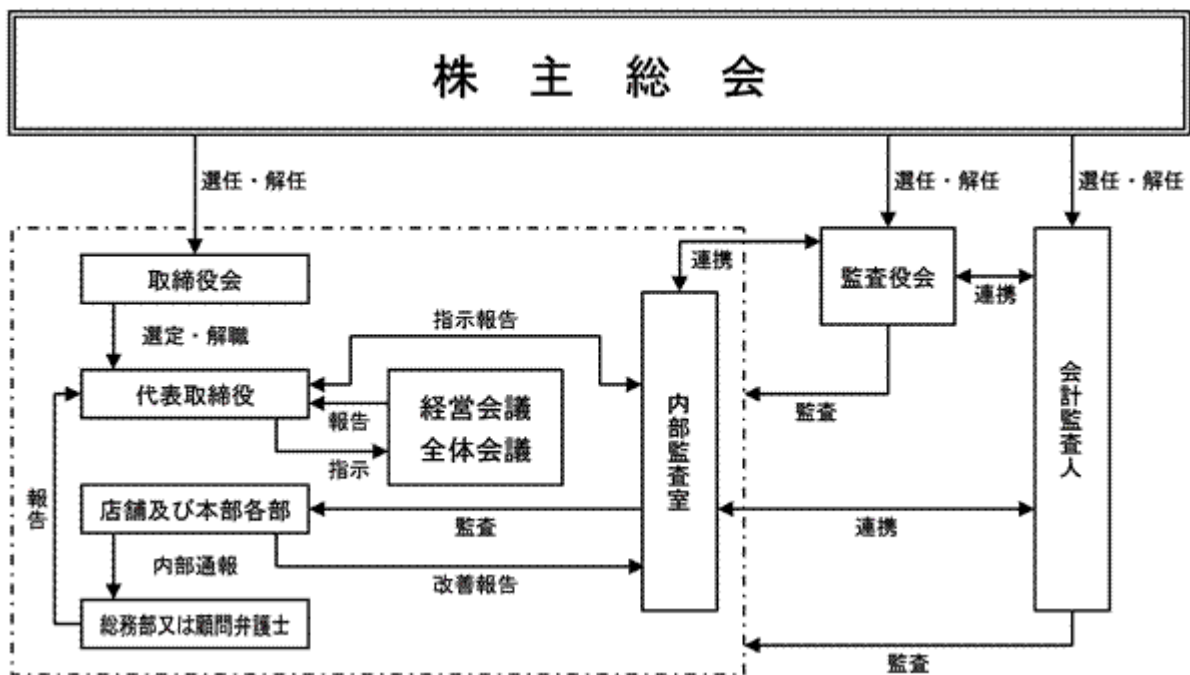 株主総会
選任・解任
選任・解任
選任・解任
取締役会
連携
監査役会
連携
選定・解職
指示報告
代表取締役
報告
経営会議
全体会議
指示
内部監査室
監査
会計監査人
報告
店舗及び本部各部
監査
連携
内部通報
改善報告
総務部又は顧問弁護士
監査